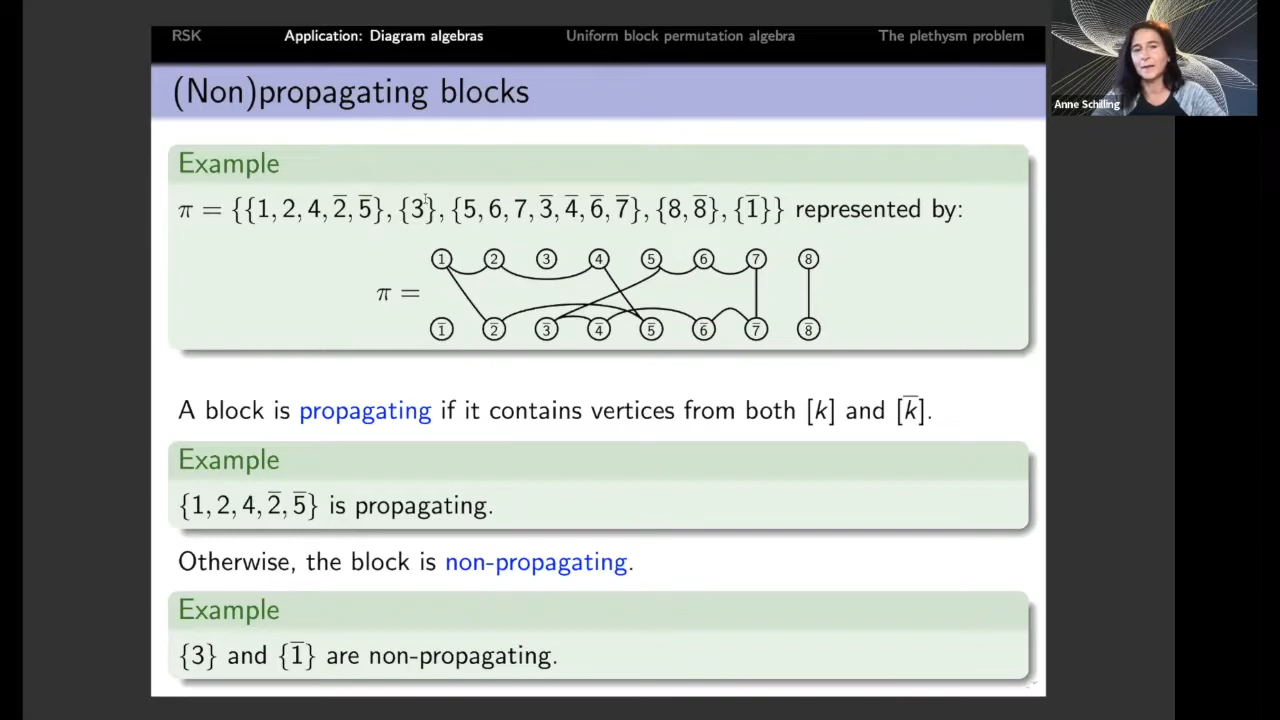 RSK Application: Diagram algebras Uniform block permutation algebra The plethysm problem
(Non)propagating blocks
Anne Schilling
Example
π = {{1, 2, 4, 2̅, 5̅}, {3}, {5, 6, 7, 3̅, 4̅, 6̅, 7̅}, {8, 8̅}, {1̅}} represented by:
1 2 3 4 5 6 7 8
π =
1̅ 2̅ 3̅ 4̅ 5̅ 6̅ 7̅ 8̅
A block is propagating if it contains vertices from both [k] and [k̅].
Example
{1, 2, 4, 2̅, 5̅} is propagating.
Otherwise, the block is non-propagating.
Example
{3} and {1̅} are non-propagating.